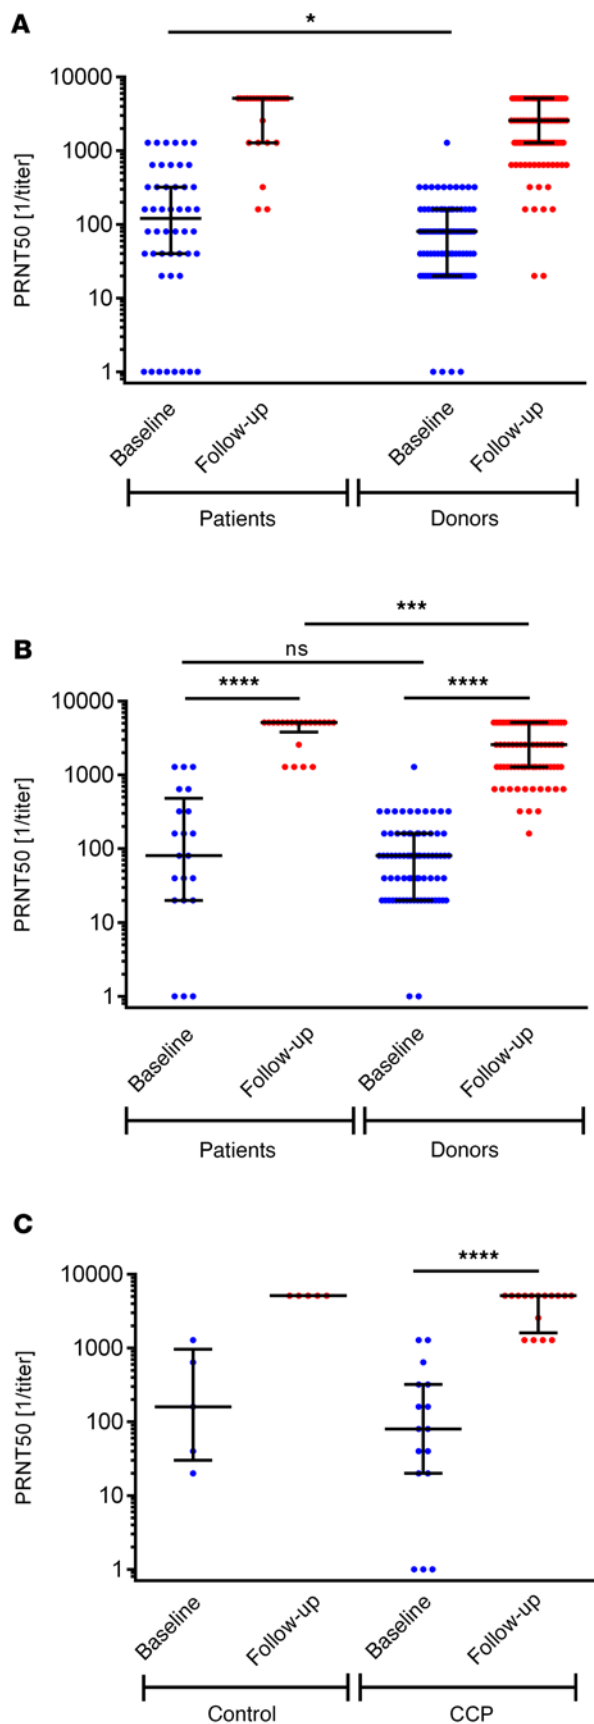 A
*
10000
1000
100
10
1
PRNT50 [1/titer]
Baseline
Follow-up
Baseline
Follow-up
Patients
Donors
B
***
ns
****
****
10000
1000
100
10
1
PRNT50 [1/titer]
Baseline
Follow-up
Baseline
Follow-up
Patients
Donors
C
****
10000
1000
100
10
1
PRNT50 [1/titer]
Baseline
Follow-up
Baseline
Follow-up
Control
CCP